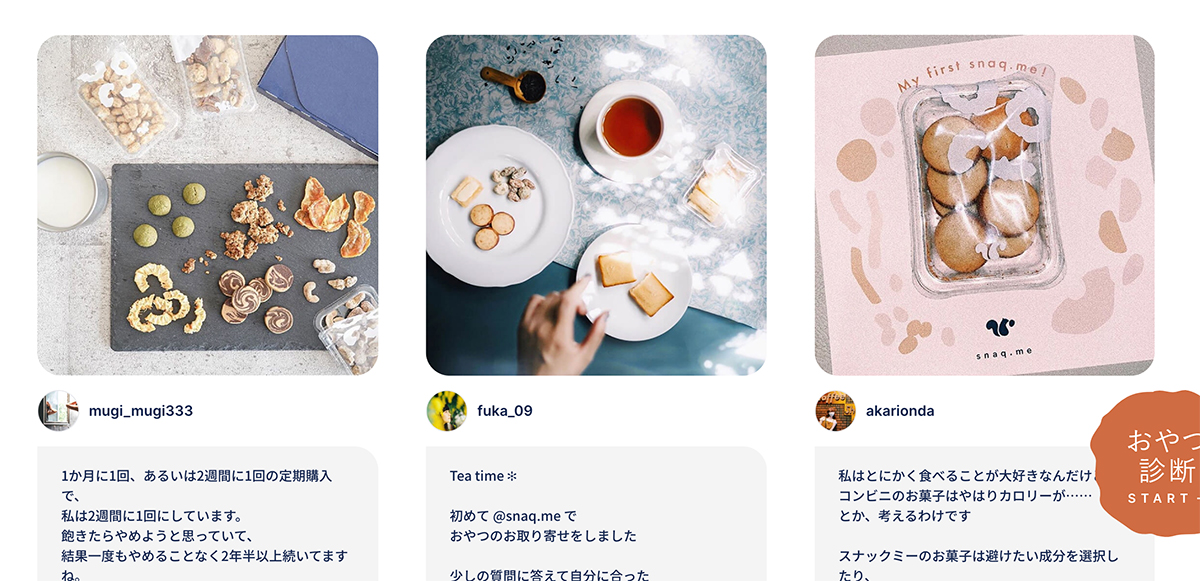 My first snaq.me!
snaq.me
mugi_mugi333
fuka_09
akarionda
1か月に1回、あるいは2週間に1回の定期購入
で、
私は2週間に1回にしています。
飽きたらやめようと思っていて、
結果一度もやめることなく2年半以上続いてます
ね。
Tea time✻
初めて @snaq.me で
おやつのお取り寄せをしました
少しの質問に答えて自分に合った
私はとにかく食べることが大好きなんだけ
コンビニのお菓子はやはりカロリーが……
とか、考えるわけです
スナックミーのお菓子は避けたい成分を選択し
たり、
おやつ
診断
START